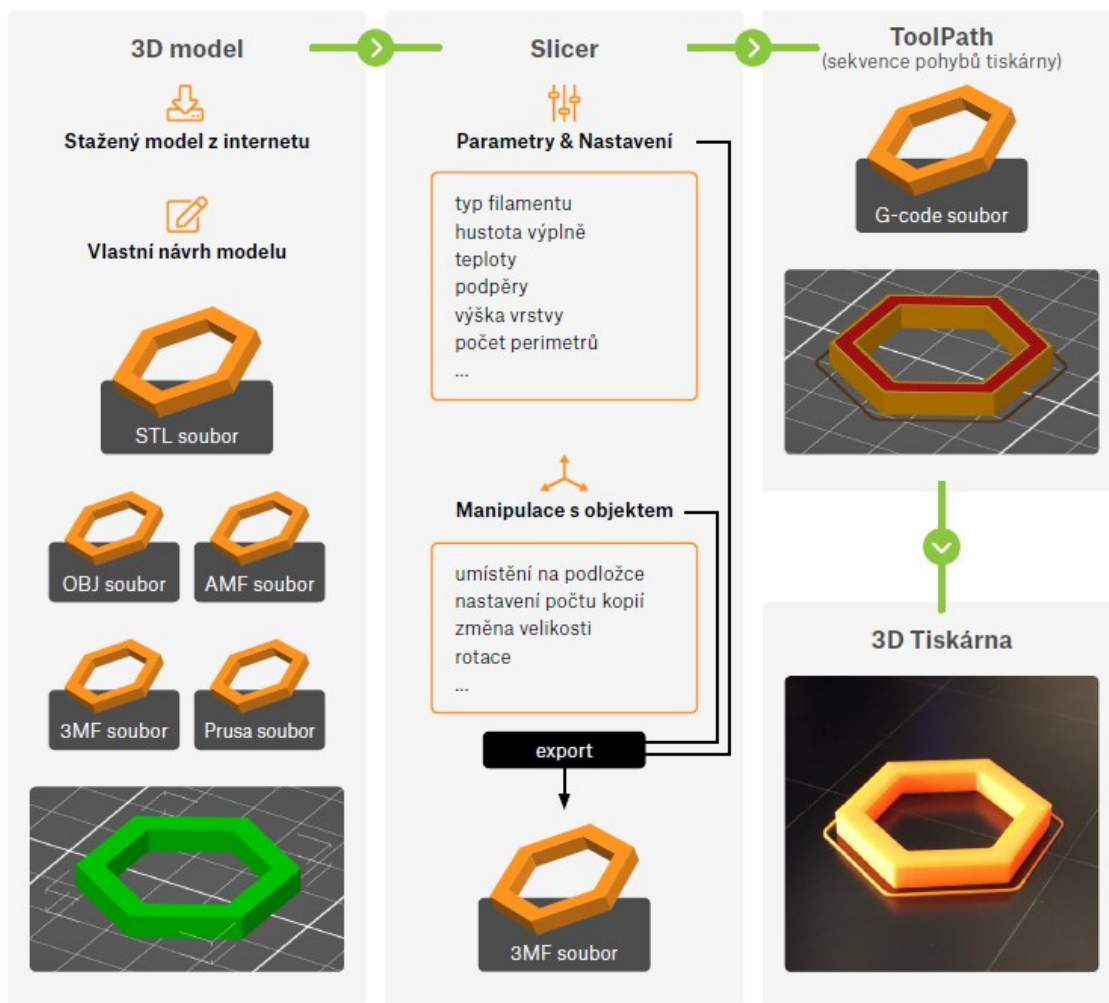 3D model
Stažený model z internetu
Vlastní návrh modelu
STL soubor
OBJ soubor
AMF soubor
3MF soubor
Prusa soubor
Slicer
Parametry & Nastavení
typ filamentu
hustota výplně
teploty
podpěry
výška vrstvy
počet perimetrů
...
Manipulace s objektem
umístění na podložce
nastavení počtu kopií
změna velikosti
rotace
...
export
3MF soubor
ToolPath
(sekvence pohybů tiskárny)
G-code soubor
3D Tiskárna